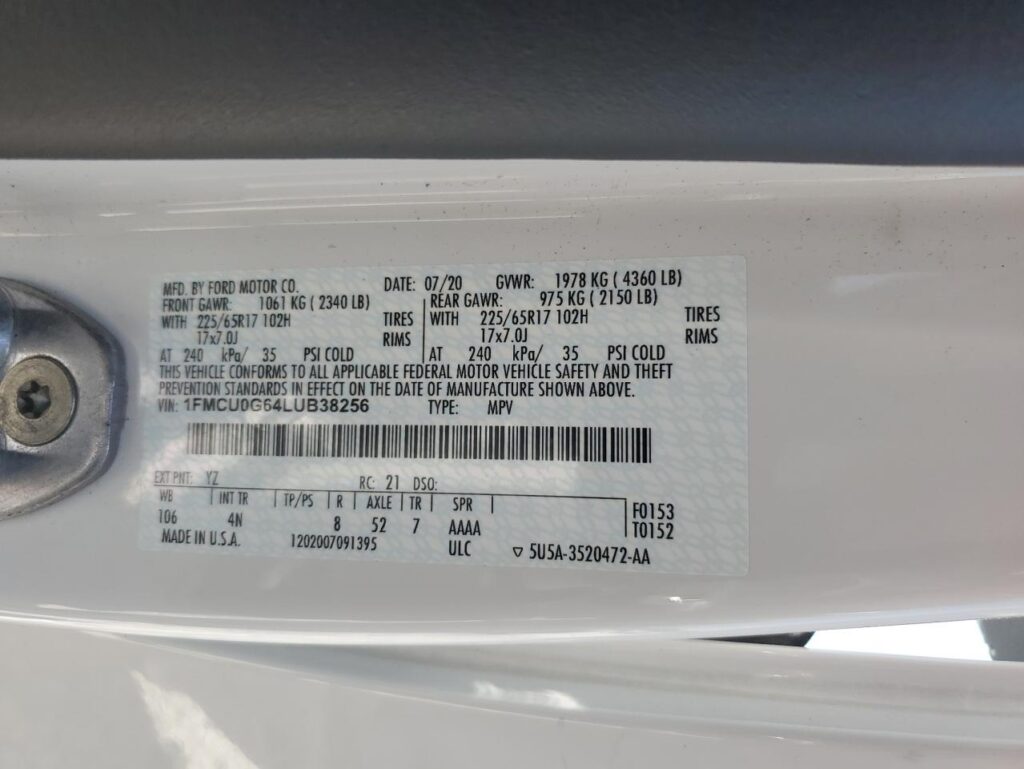 MFD. BY FORD MOTOR CO. DATE: 07/20 GVWR: 1978 KG ( 4360 LB)
FRONT GAWR: 1061 KG ( 2340 LB) REAR GAWR: 975 KG ( 2150 LB)
WITH 225/65R17 102H TIRES WITH 225/65R17 102H TIRES
17x7.0J RIMS 17x7.0J RIMS
AT 240 kPa/ 35 PSI COLD AT 240 kPa/ 35 PSI COLD
THIS VEHICLE CONFORMS TO ALL APPLICABLE FEDERAL MOTOR VEHICLE SAFETY AND THEFT
PREVENTION STANDARDS IN EFFECT ON THE DATE OF MANUFACTURE SHOWN ABOVE.
VIN: 1FMCU0G64LUB38256 TYPE: MPV
EXT PNT: YZ RC: 21 DSO:
WB INT TR TP/PS R AXLE TR SPR F0153
106 4N 8 52 7 AAAA T0152
MADE IN U.S.A. 1202007091395 ULC ▽ 5U5A-3520472-AA